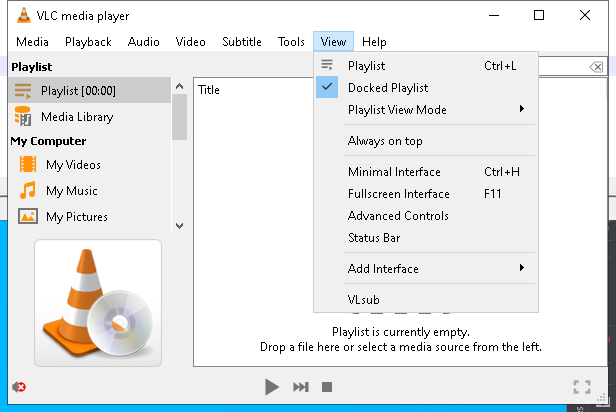 VLC media player
Media Playback Audio Video Subtitle Tools View Help
Playlist
Playlist [00:00]
Media Library
My Computer
My Videos
My Music
My Pictures
Title
Playlist Ctrl+L
Docked Playlist
Playlist View Mode
Always on top
Minimal Interface Ctrl+H
Fullscreen Interface F11
Advanced Controls
Status Bar
Add Interface
VLsub
Playlist is currently empty.
Drop a file here or select a media source from the left.